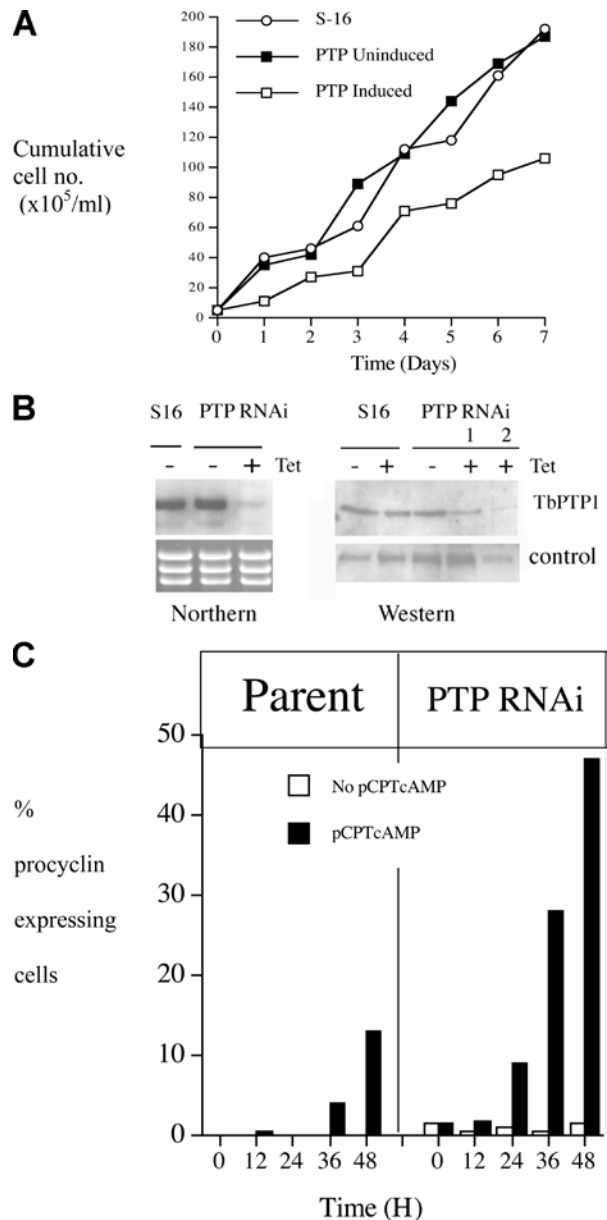 A
200
180
160
140
120
100
80
60
40
20
0
S-16
PTP Uninduced
PTP Induced
Cumulative
cell no.
(x10⁵/ml)
0 1 2 3 4 5 6 7
Time (Days)
B
S16 PTP RNAi
- - + Tet
Northern
S16 PTP RNAi
1 2
- + - + + Tet
TbPTP1
control
Western
C
Parent PTP RNAi
50
40
30
20
10
0
No pCPTcAMP
pCPTcAMP
%
procyclin
expressing
cells
0 12 24 36 48 0 12 24 36 48
Time (H)